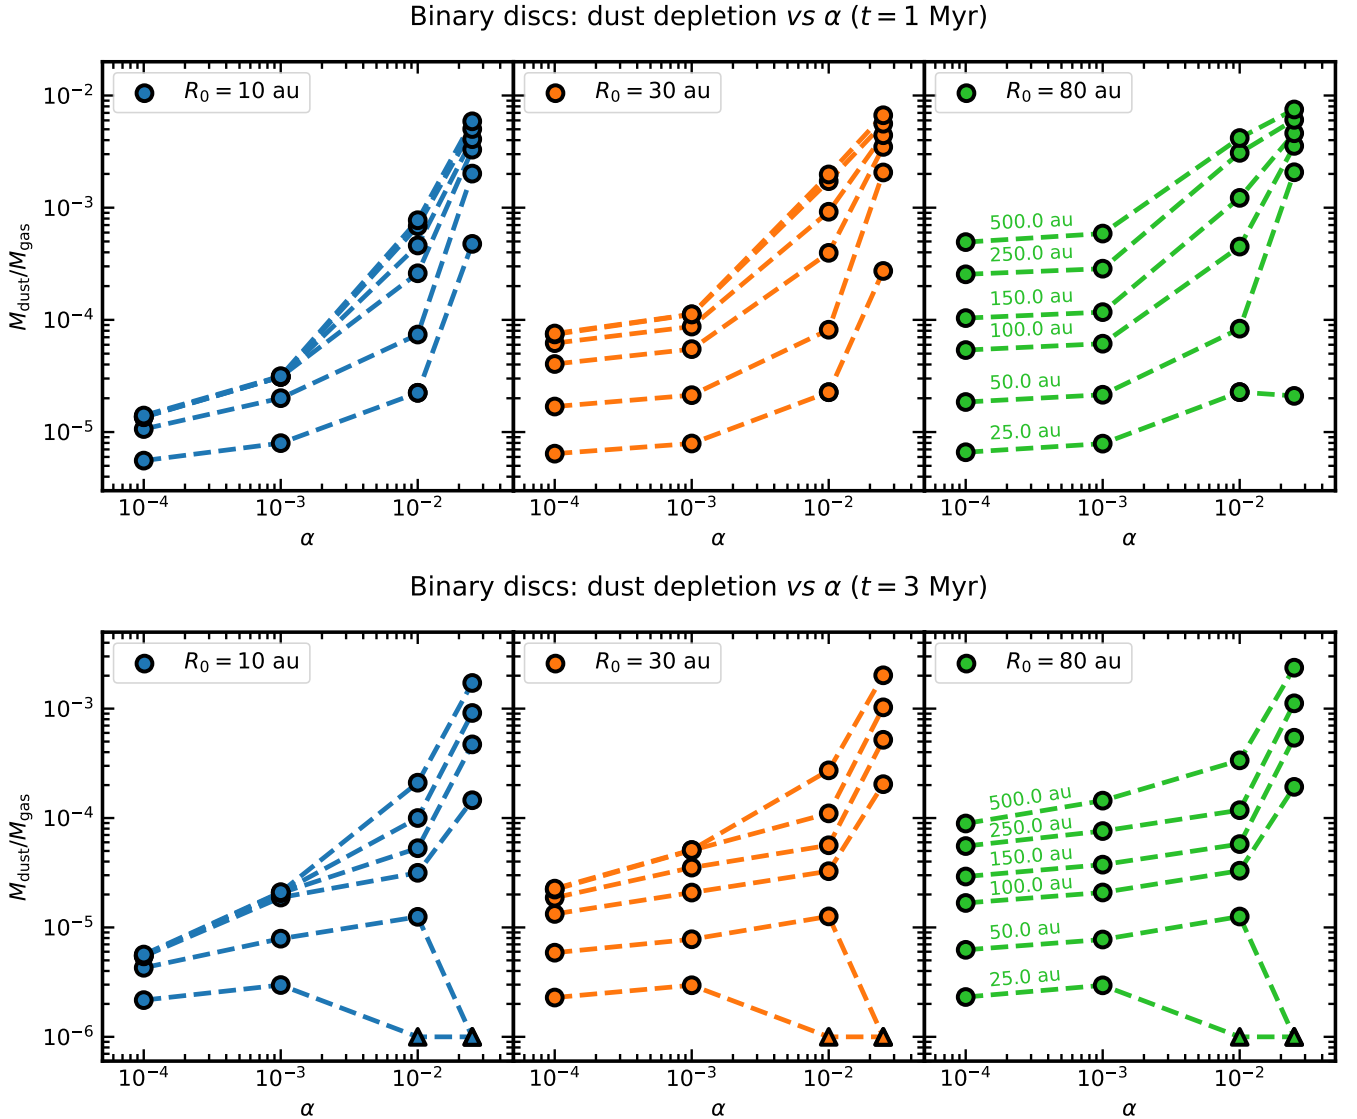 Binary discs: dust depletion vs α (t = 1 Myr)
R₀ = 10 au
R₀ = 30 au
R₀ = 80 au
10⁻²
10⁻³
10⁻⁴
10⁻⁵
M_dust/M_gas
500.0 au
250.0 au
150.0 au
100.0 au
50.0 au
25.0 au
10⁻⁴ 10⁻³ 10⁻² 10⁻⁴ 10⁻³ 10⁻² 10⁻⁴ 10⁻³ 10⁻²
α α α
Binary discs: dust depletion vs α (t = 3 Myr)
R₀ = 10 au
R₀ = 30 au
R₀ = 80 au
10⁻³
10⁻⁴
10⁻⁵
10⁻⁶
M_dust/M_gas
500.0 au
250.0 au
150.0 au
100.0 au
50.0 au
25.0 au
10⁻⁴ 10⁻³ 10⁻² 10⁻⁴ 10⁻³ 10⁻² 10⁻⁴ 10⁻³ 10⁻²
α α α